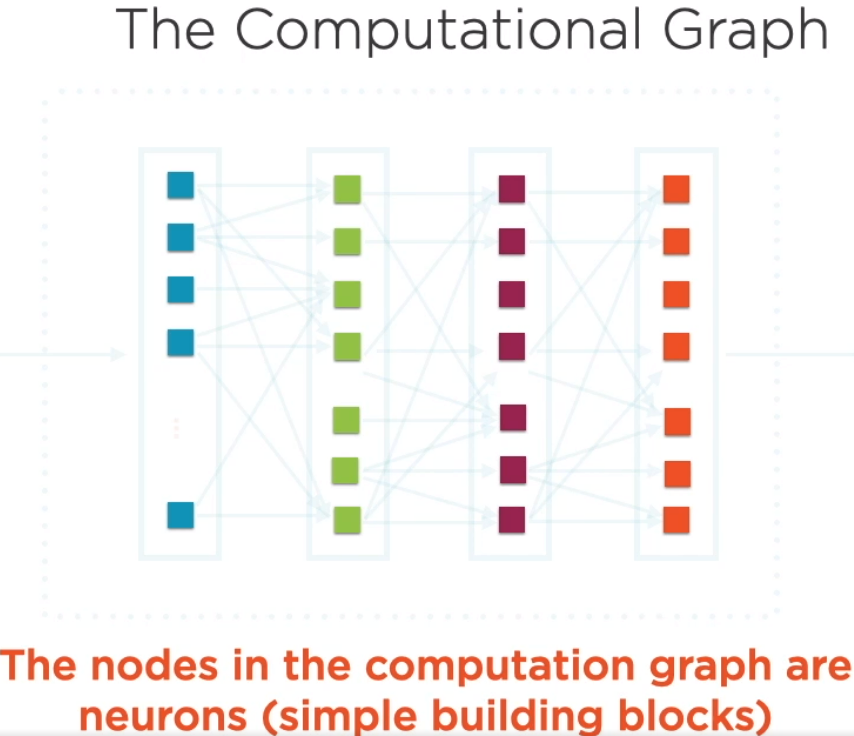 The Computational Graph
The nodes in the computation graph are
neurons (simple building blocks)